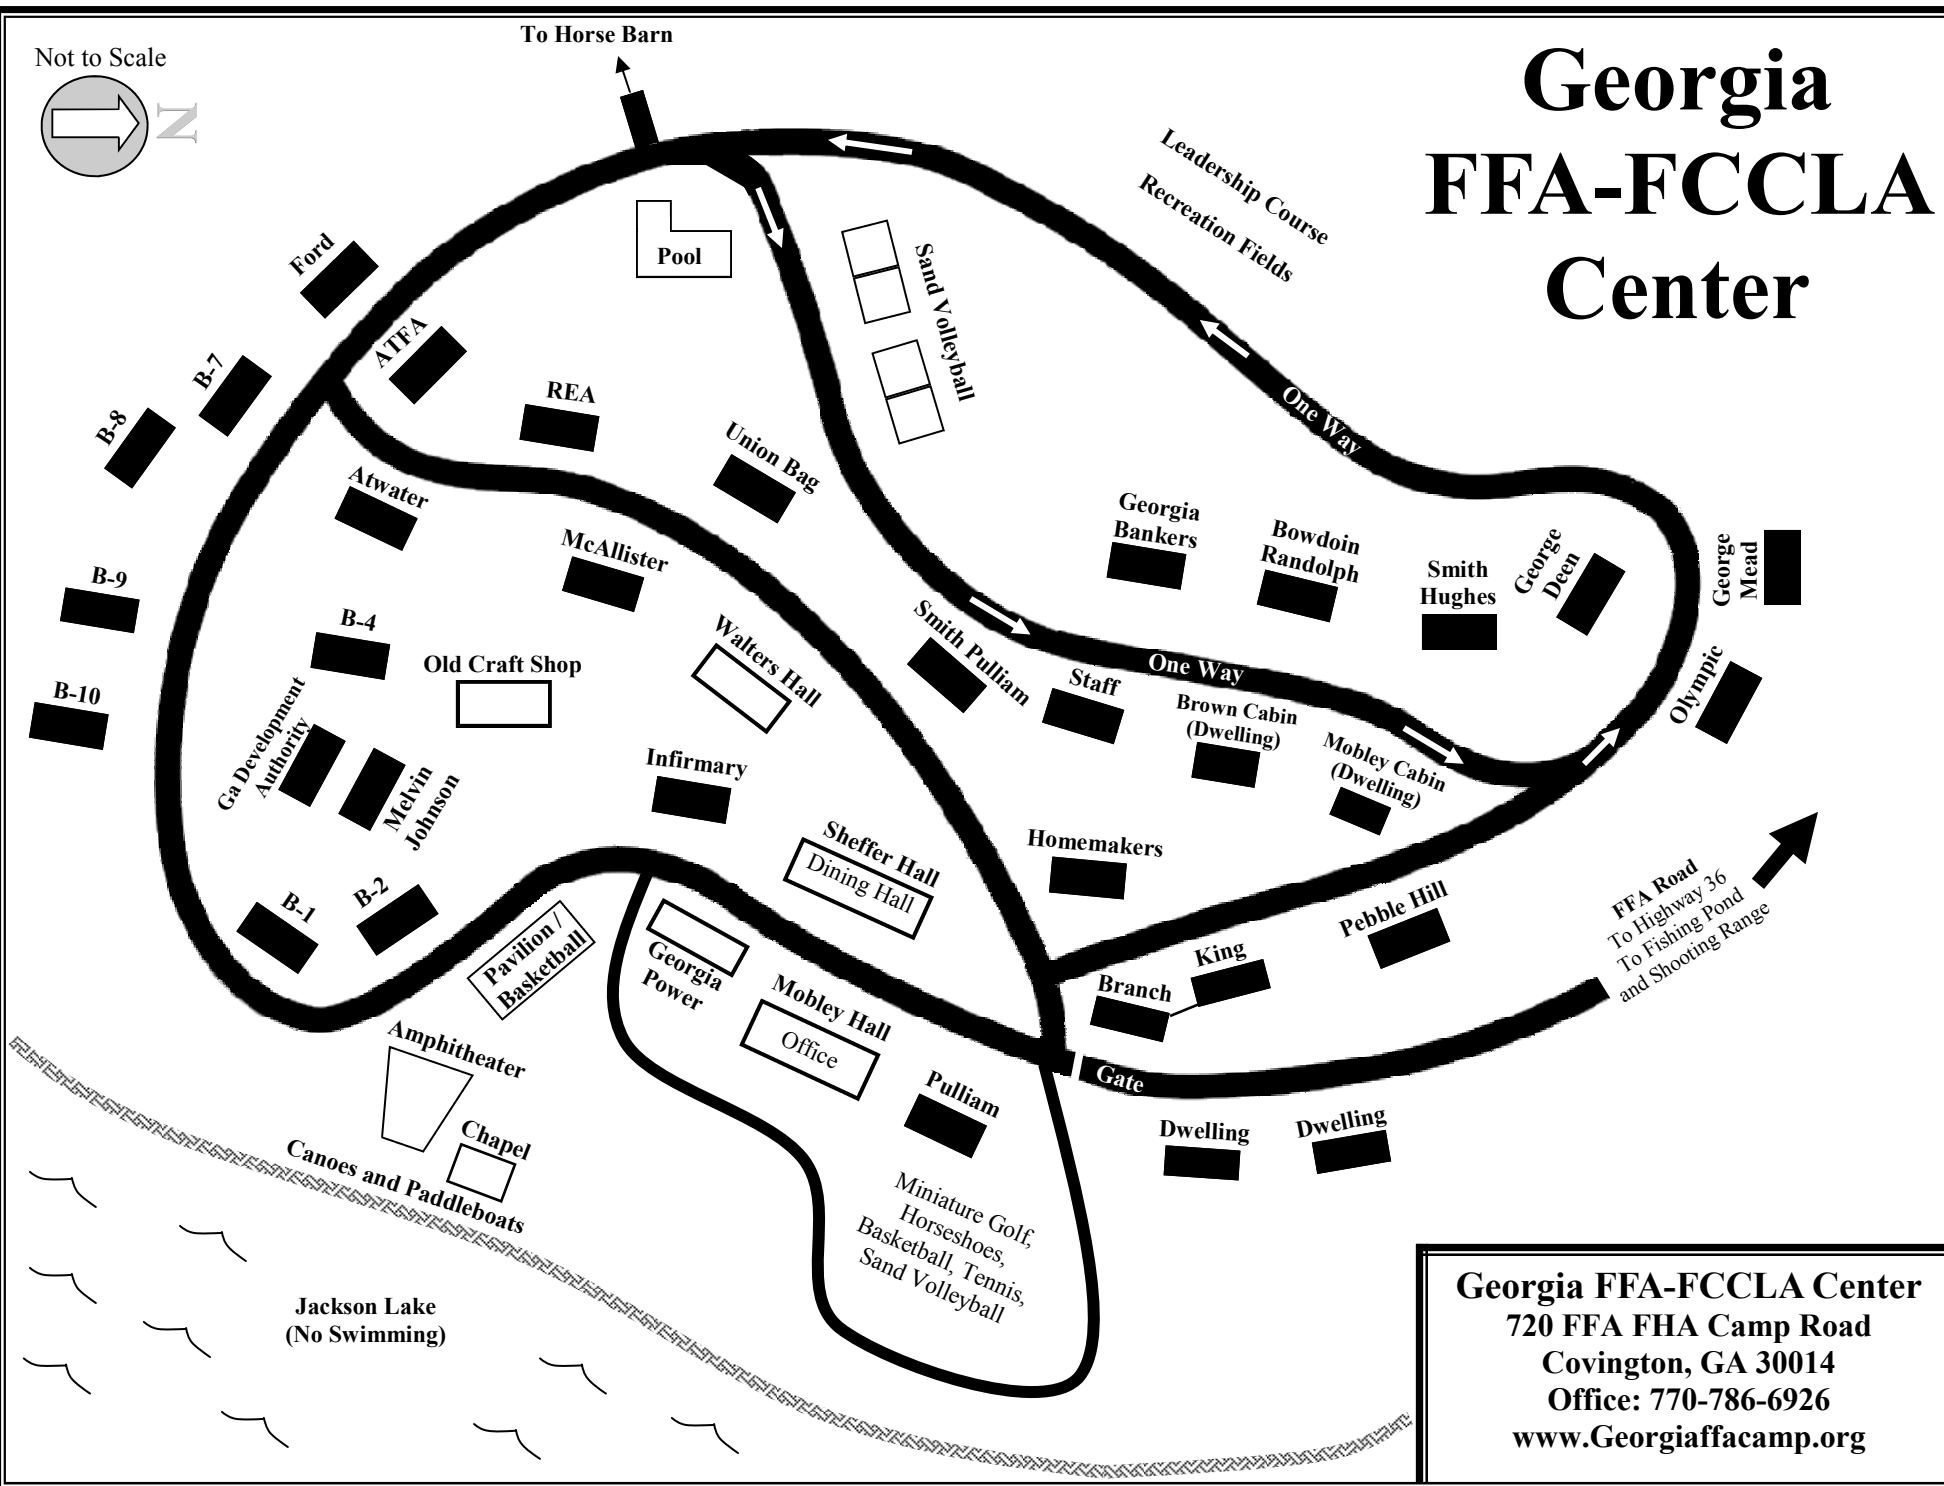 To Horse Barn
Not to Scale
N
Georgia
FFA-FCCLA
Center
Leadership Course
Recreation Fields
Pool
Sand Volleyball
Ford
ATFA
B-7
B-8
REA
Union Bag
One Way
Atwater
McAllister
Georgia
Bankers
Bowdoin
Randolph
Smith
Hughes
George
Deen
George
Mead
B-9
B-4
Old Craft Shop
Walters Hall
Smith Pulliam
Staff
One Way
Brown Cabin
(Dwelling)
Mobley Cabin
(Dwelling)
Olympic
B-10
Ga Development
Authority
Melvin
Johnson
Infirmary
Sheffer Hall
Dining Hall
Homemakers
B-1
B-2
Pavilion /
Basketball
Georgia
Power
Mobley Hall
Office
Branch
King
Pebble Hill
FFA Road
To Highway 36
To Fishing Pond
and Shooting Range
Gate
Amphitheater
Chapel
Pulliam
Dwelling
Dwelling
Canoes and Paddleboats
Miniature Golf,
Horseshoes,
Basketball, Tennis,
Sand Volleyball
Jackson Lake
(No Swimming)
Georgia FFA-FCCLA Center
720 FFA FHA Camp Road
Covington, GA 30014
Office: 770-786-6926
www.Georgiaffacamp.org